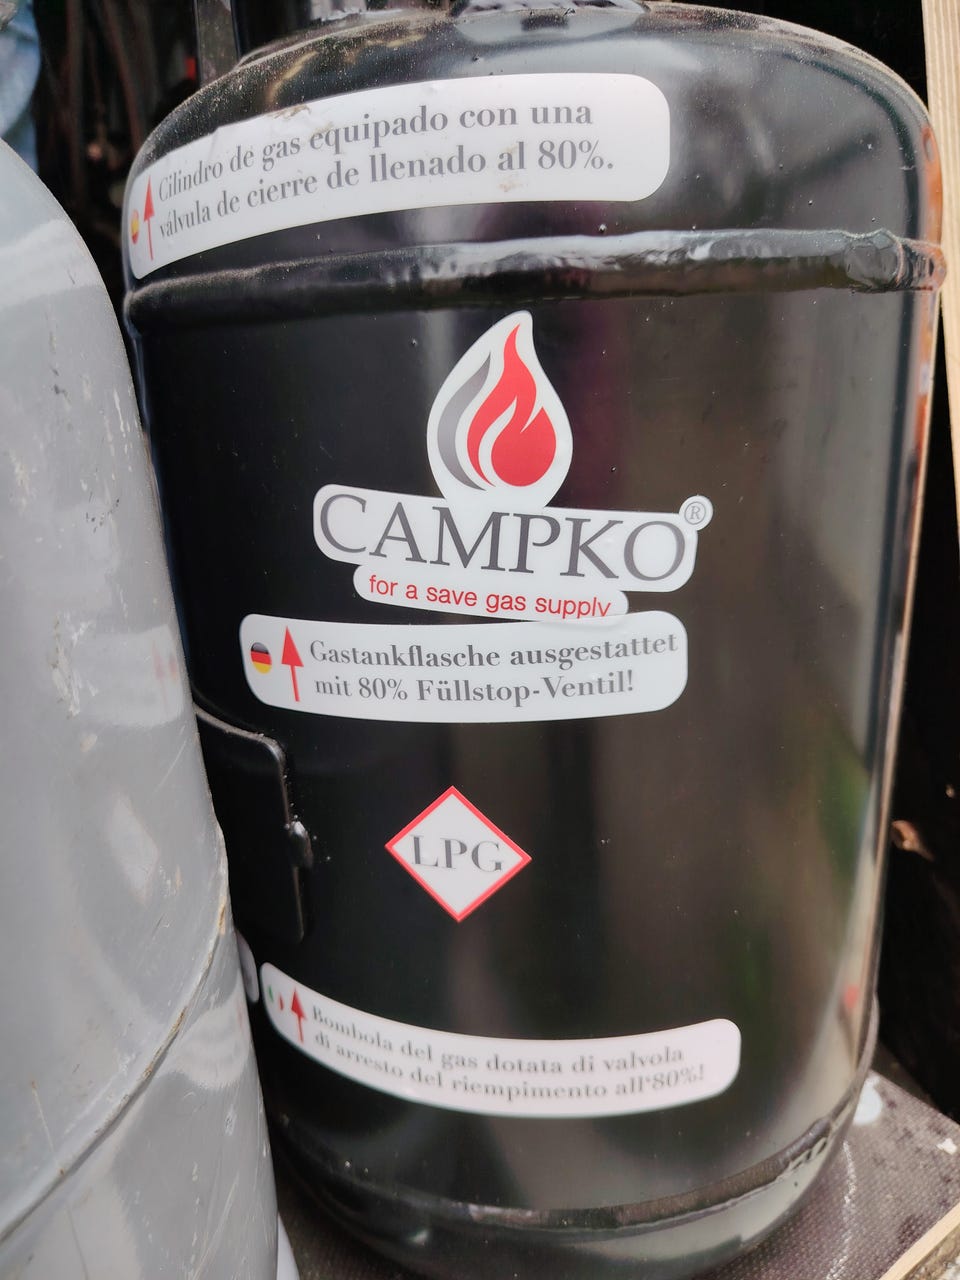 Cilindro de gas equipado con una
válvula de cierre de llenado al 80%.
CAMPKO®
for a save gas supply
Gastankflasche ausgestattet
mit 80% Füllstop-Ventil!
LPG
Bombola del gas dotata di valvola
di arresto del riempimento all'80%!